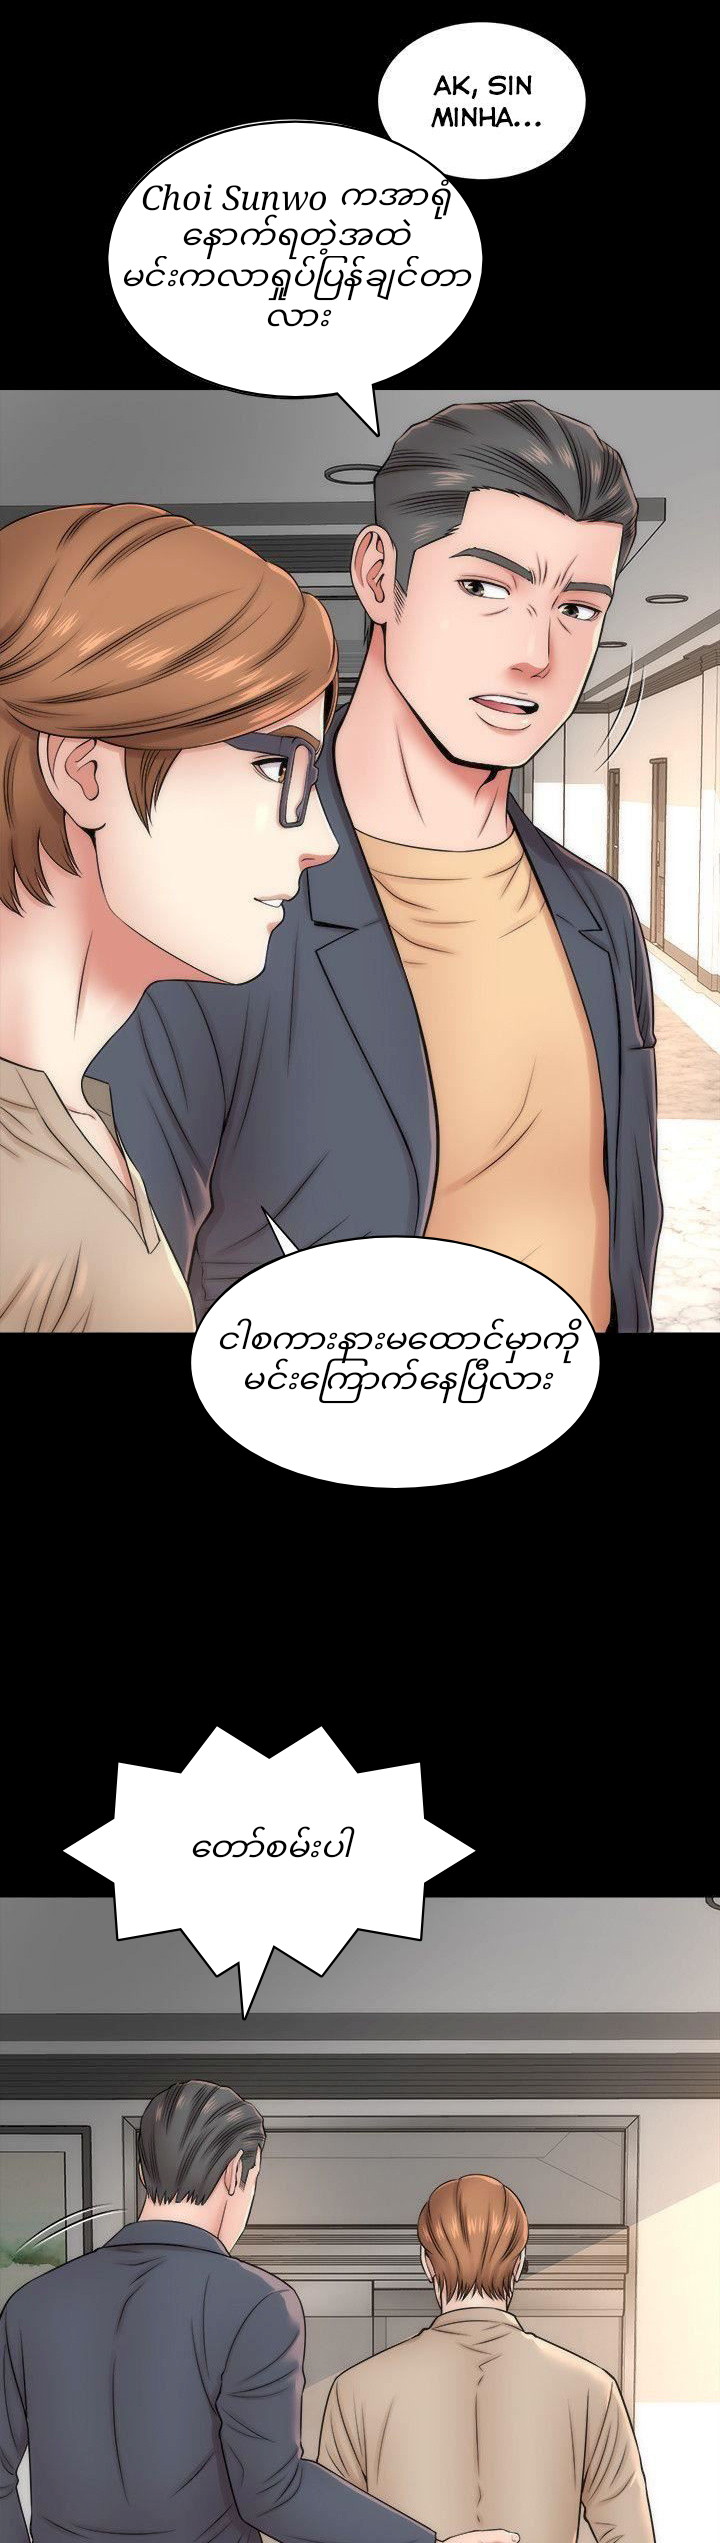 AK, SIN
MINHA...
Choi Sunwo ကအာရုံ
နောက်ရတဲ့အထဲ
မင်းကလာရှုပ်ပြန်ချင်တာ
လား
ငါစကားနားမထောင်မှာကို
မင်းကြောက်နေပြီလား
တော်စမ်းပါ